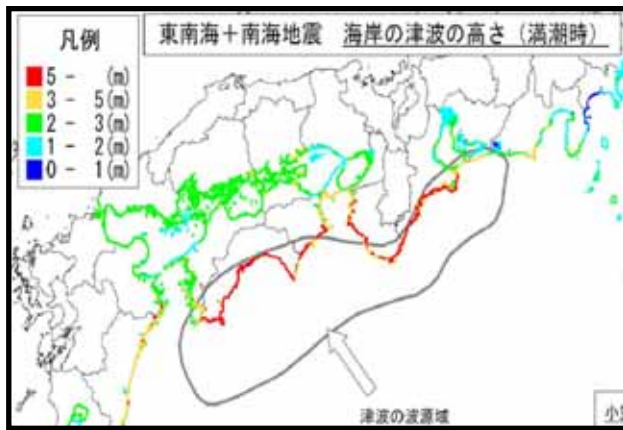 東南海+南海地震 海岸の津波の高さ(満潮時)
凡例
5 - (m)
3 - 5(m)
2 - 3(m)
1 - 2(m)
0 - 1(m)
津波の波源域